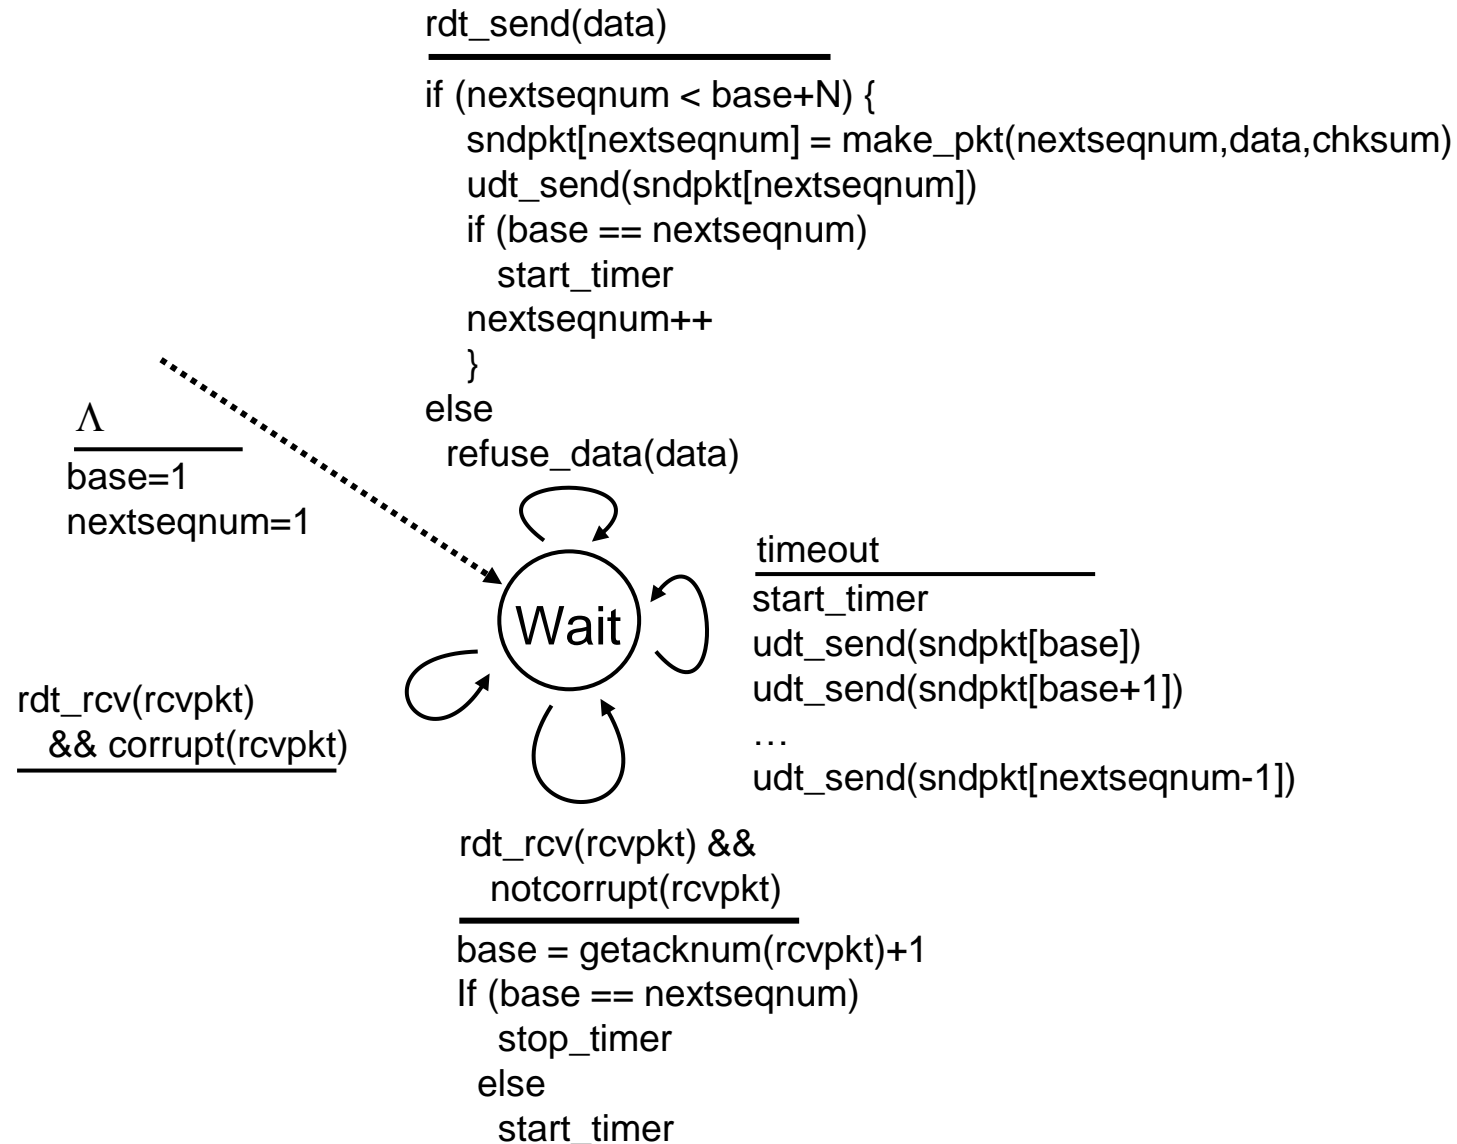 rdt_send(data)
if (nextseqnum < base+N) {
sndpkt[nextseqnum] = make_pkt(nextseqnum,data,chksum)
udt_send(sndpkt[nextseqnum])
if (base == nextseqnum)
start_timer
nextseqnum++
}
else
refuse_data(data)
Λ
base=1
nextseqnum=1
Wait
timeout
start_timer
udt_send(sndpkt[base])
udt_send(sndpkt[base+1])
…
udt_send(sndpkt[nextseqnum-1])
rdt_rcv(rcvpkt)
&& corrupt(rcvpkt)
rdt_rcv(rcvpkt) &&
notcorrupt(rcvpkt)
base = getacknum(rcvpkt)+1
If (base == nextseqnum)
stop_timer
else
start_timer